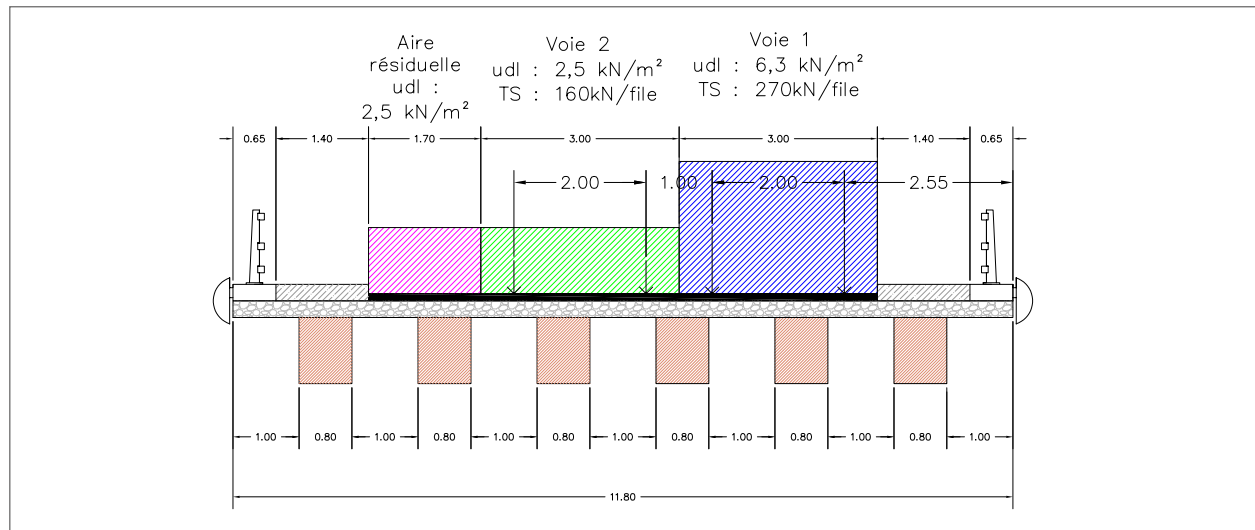 Aire
résiduelle
udl :
2,5 kN/m²
Voie 2
udl : 2,5 kN/m²
TS : 160kN/file
Voie 1
udl : 6,3 kN/m²
TS : 270kN/file
0.65 1.40 1.70 3.00 3.00 1.40 0.65
2.00 1.00 2.00 2.55
1.00 0.80 1.00 0.80 1.00 0.80 1.00 0.80 1.00 0.80 1.00 0.80 1.00
11.80